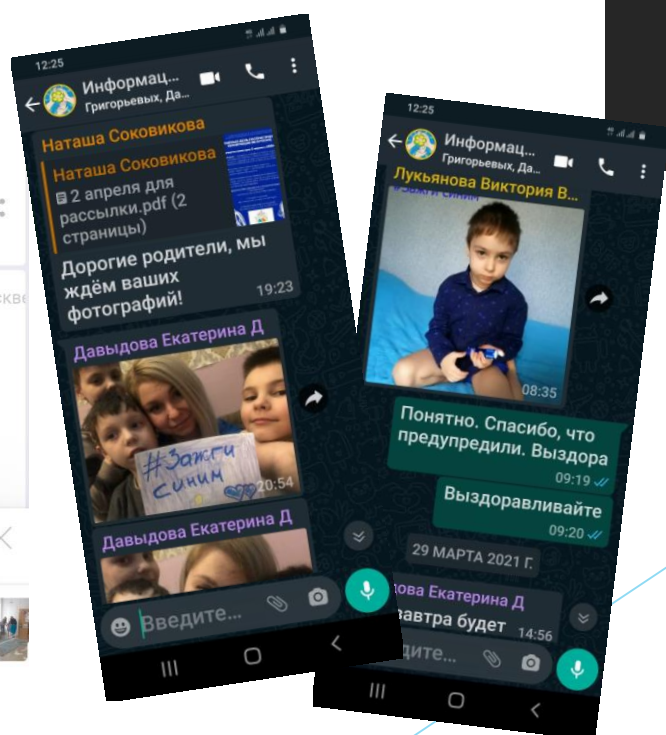 12:25
Информац...
Григорьевых, Да...
Наташа Соковикова
Наташа Соковикова
2 апреля для
рассылки.pdf (2
страницы)
Дорогие родители, мы
ждём ваших
фотографий!
19:23
Давыдова Екатерина Д
#Зажги
синим
20:54
Давыдова Екатерина Д
Введите...
12:25
Информац...
Григорьевых, Да...
Лукьянова Виктория В...
08:35
Понятно. Спасибо, что
предупредили. Выздора
09:19
Выздоравливайте
09:20
29 МАРТА 2021 Г.
ова Екатерина Д
завтра будет
14:56
дите...